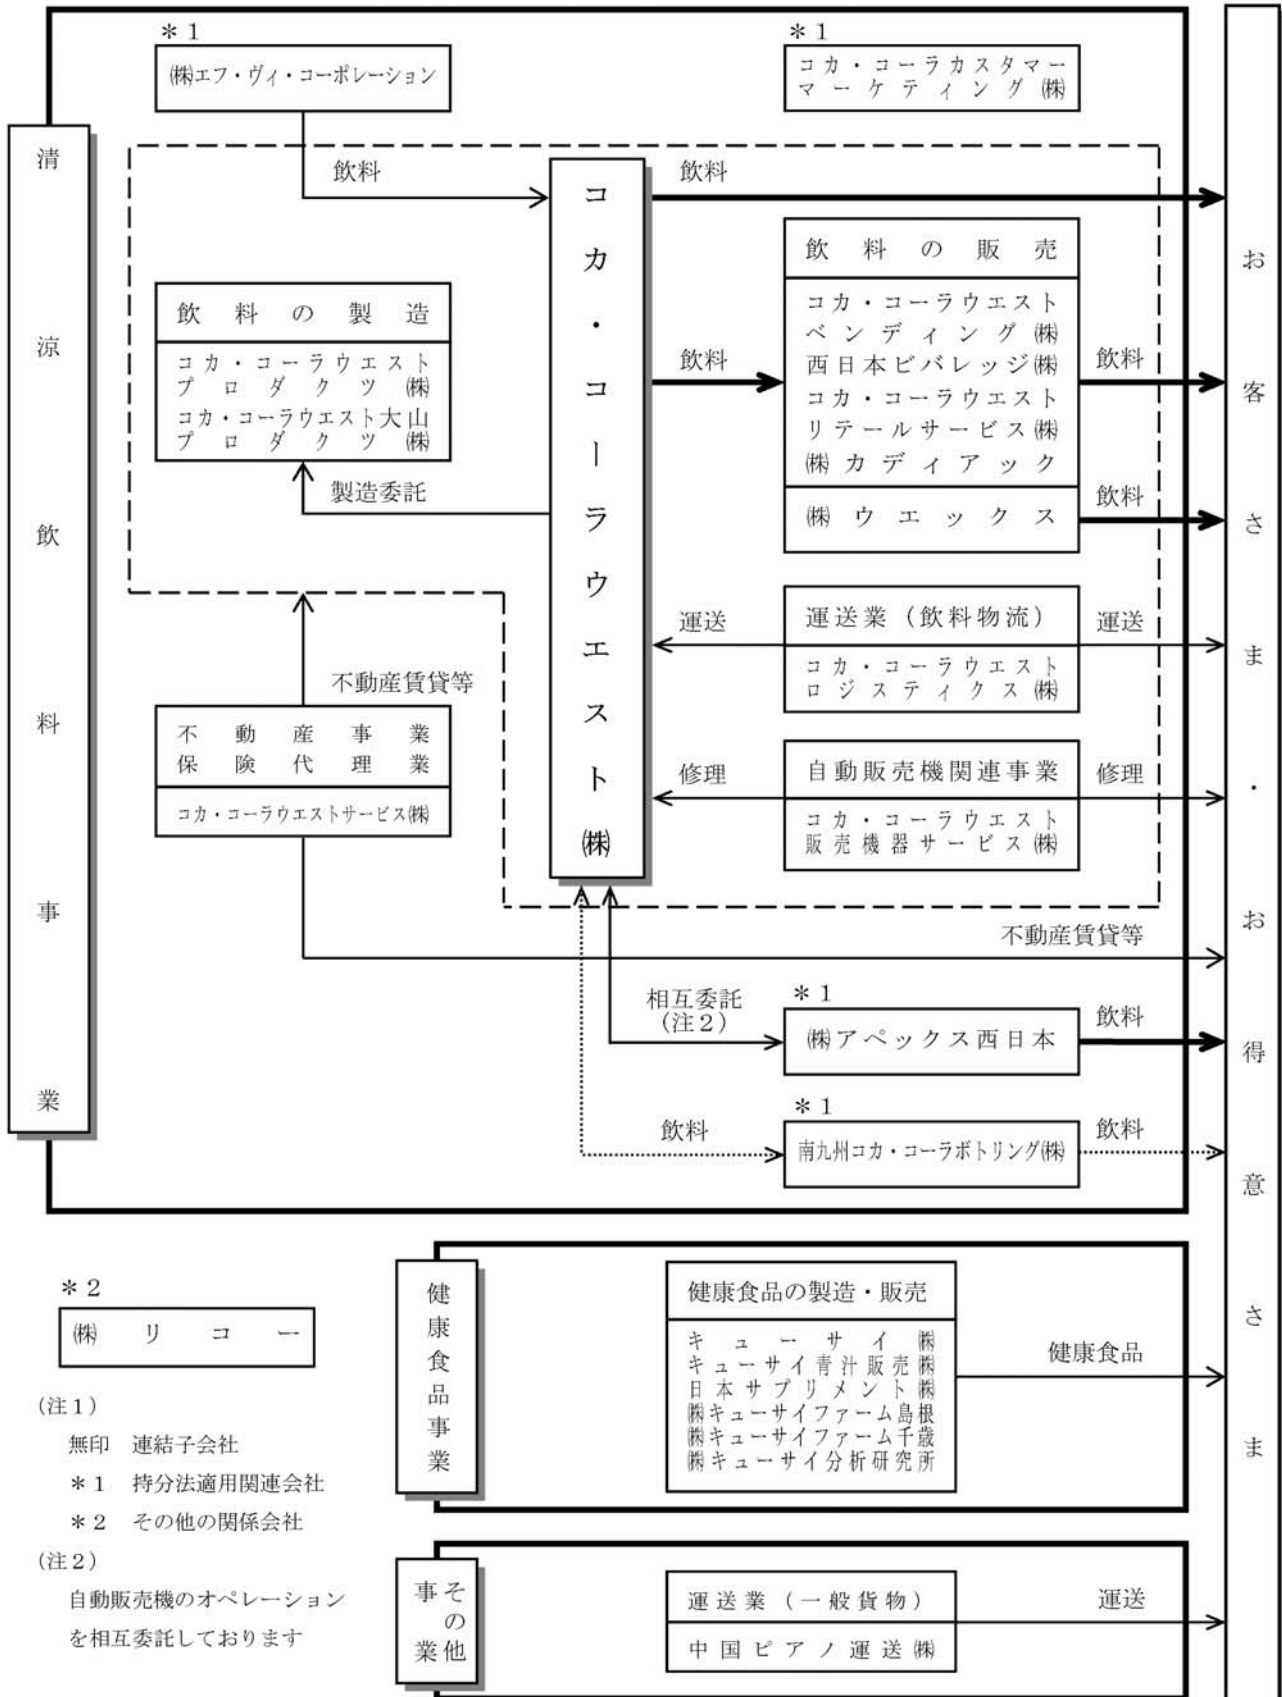 清涼飲料事業
＊1
㈱エフ・ヴィ・コーポレーション
＊1
コカ・コーラカスタマー
マーケティング㈱
飲料
コカ・コーラウエスト㈱
飲料
飲料の製造
コカ・コーラウエスト
プロダクツ㈱
コカ・コーラウエスト大山
プロダクツ㈱
製造委託
飲料
飲料の販売
コカ・コーラウエスト
ベンディング㈱
西日本ビバレッジ㈱
コカ・コーラウエスト
リテールサービス㈱
㈱カディアック
㈱ウエックス
飲料
飲料
運送
運送業（飲料物流）
コカ・コーラウエスト
ロジスティクス㈱
運送
不動産賃貸等
不動産事業
保険代理業
コカ・コーラウエストサービス㈱
修理
自動販売機関連事業
コカ・コーラウエスト
販売機器サービス㈱
修理
不動産賃貸等
相互委託
（注２）
＊1
㈱アペックス西日本
飲料
飲料
＊1
南九州コカ・コーラボトリング㈱
飲料
お客さま・お得意さま
＊2
㈱リコー
健康食品事業
健康食品の製造・販売
キューサイ㈱
キューサイ青汁販売㈱
日本サプリメント㈱
㈱キューサイファーム島根
㈱キューサイファーム千歳
㈱キューサイ分析研究所
健康食品
（注１）
無印　連結子会社
＊1　持分法適用関連会社
＊2　その他の関係会社
（注２）
自動販売機のオペレーション
を相互委託しております
その他
事業
運送業（一般貨物）
中国ピアノ運送㈱
運送